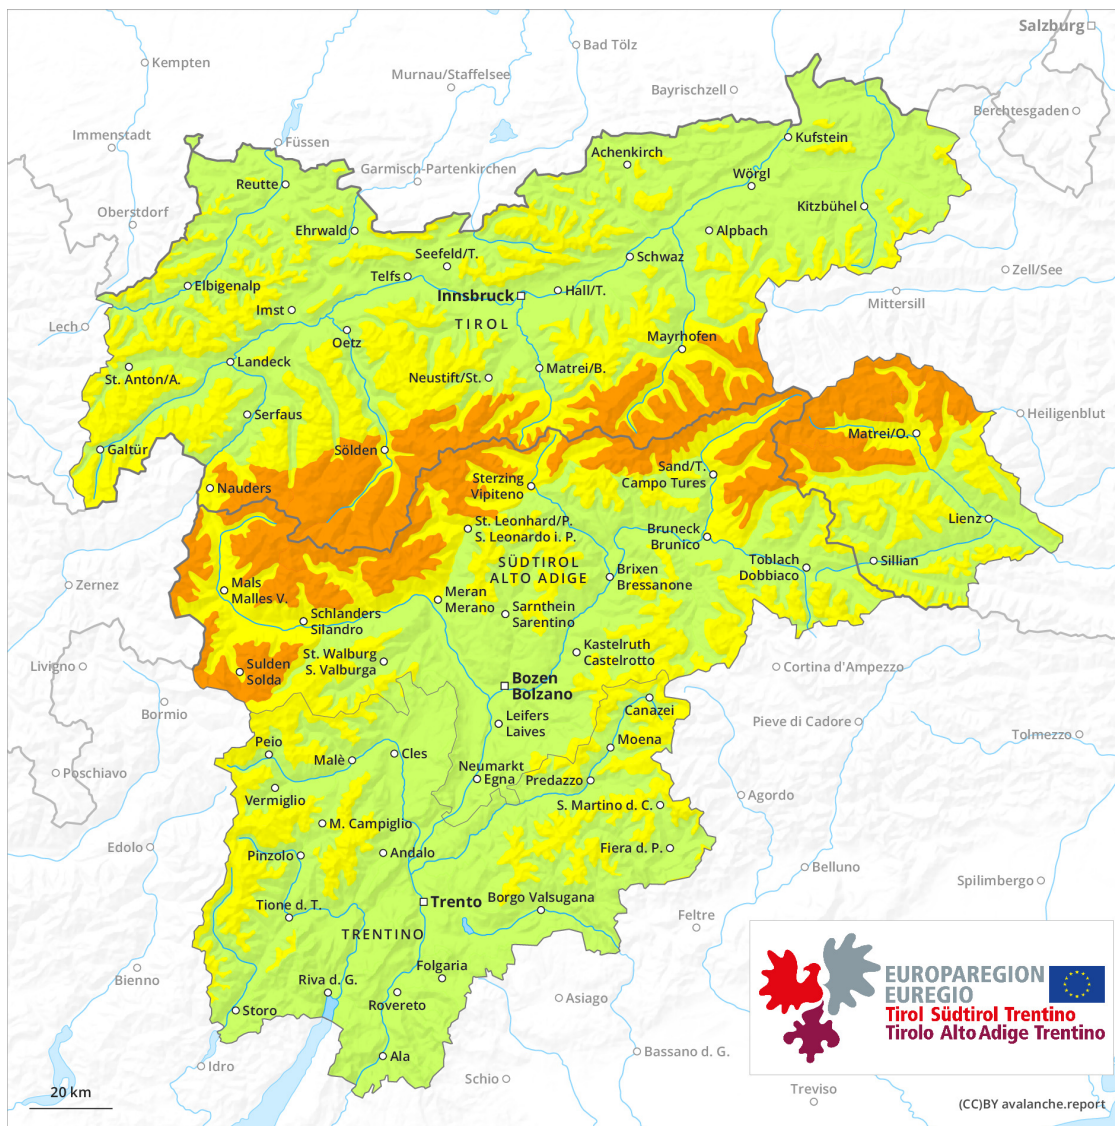 Salzburg
Bad Tölz
Kempten
Murnau/Staffelsee
Bayrischzell
Berchtesgaden
Immenstadt
Füssen
Kufstein
Achenkirch
Garmisch-Partenkirchen
Wörgl
Reutte
Kitzbühel
Oberstdorf
Ehrwald
Alpbach
Seefeld/T.
Schwaz
Telfs
Zell/See
Elbigenalp
Hall/T.
Innsbruck
Mittersill
Imst
TIROL
Lech
Oetz
Mayrhofen
Landeck
Matrei/B.
St. Anton/A.
Neustift/St.
Serfaus
Heiligenblut
Matrei/O.
Galtür
Sölden
Sand/T.
Campo Tures
Sterzing
Vipiteno
Nauders
Lienz
St. Leonhard/P.
S. Leonardo i. P.
Bruneck
Brunico
SÜDTIROL
ALTO ADIGE
Toblach
Dobbiaco
Sillian
Brixen
Bressanone
Zernez
Mals
Malles V.
Meran
Merano
Sarnthein
Sarentino
Schlanders
Silandro
Kastelruth
Castelrotto
St. Walburg
S. Valburga
Livigno
Sulden
Solda
Cortina d'Ampezzo
Bozen
Bolzano
Bormio
Canazei
Leifers
Laives
Pieve di Cadore
Tolmezzo
Peio
Moena
Cles
Malè
Neumarkt
Egna
Poschiavo
Predazzo
Vermiglio
Agordo
S. Martino d. C.
M. Campiglio
Edolo
Fiera d. P.
Andalo
Pinzolo
Belluno
Spilimbergo
Borgo Valsugana
Trento
Tione d. T.
Feltre
TRENTINO
Folgaria
Bienno
Riva d. G.
EUROPAREGION
EUREGIO
Tirol Südtirol Trentino
Tirolo Alto Adige Trentino
Asiago
Rovereto
Storo
Bassano d. G.
Ala
Idro
Schio
Treviso
20 km
(CC)BY avalanche.report